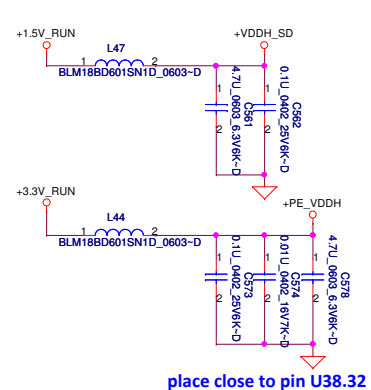 +1.5V_RUN
+VDDH_SD
L47
1 2
BLM18BD601SN1D_0603~D
1
2
4.7U_0603_6.3V6K~D
C561
1
2
0.1U_0402_25V6K~D
C562
+3.3V_RUN
+PE_VDDH
L44
1 2
BLM18BD601SN1D_0603~D
1
2
0.1U_0402_25V6K~D
C573
1
2
0.01U_0402_16V7K~D
C574
1
2
4.7U_0603_6.3V6K~D
C578
place close to pin U38.32